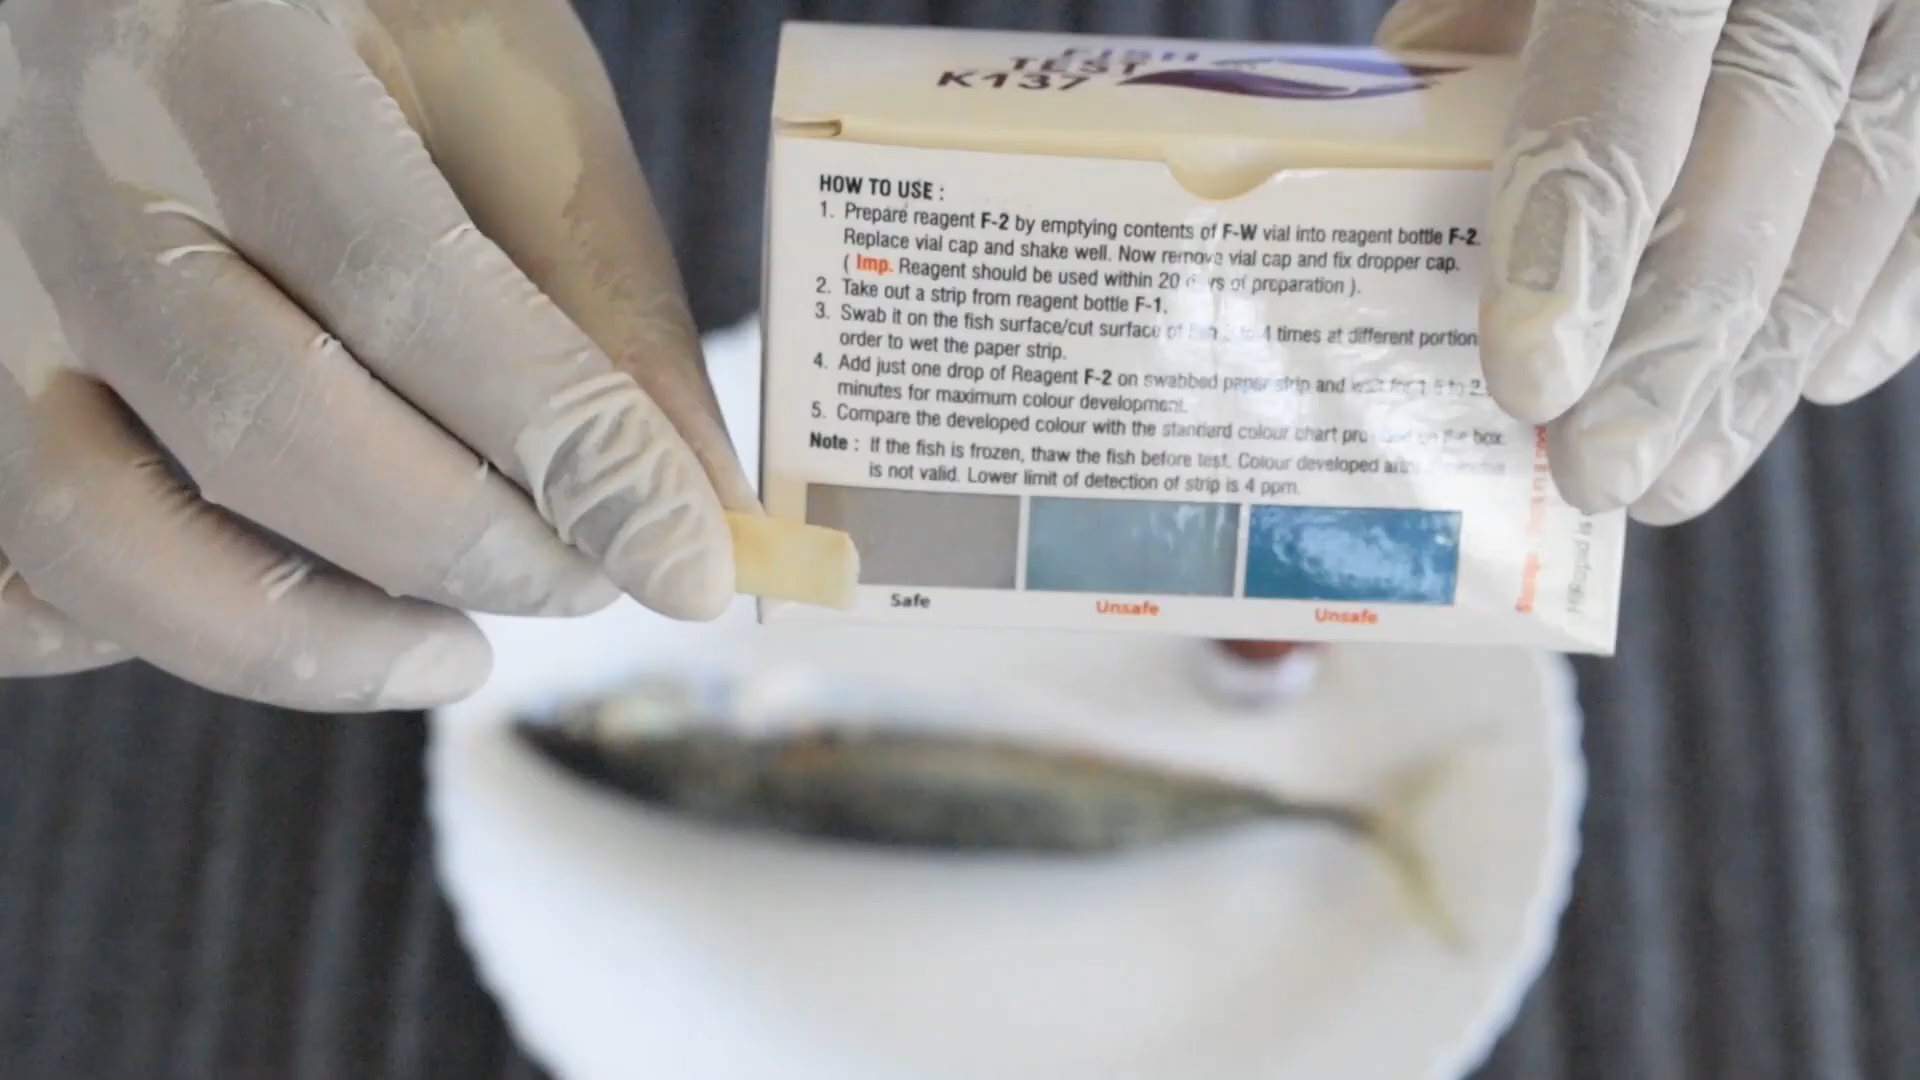 FISH
TEST
K137
HOW TO USE :
1. Prepare reagent F-2 by emptying contents of F-W vial into reagent bottle F-2.
Replace vial cap and shake well. Now remove vial cap and fix dropper cap.
( Imp. Reagent should be used within 20 days of preparation ).
2. Take out a strip from reagent bottle F-1.
3. Swab it on the fish surface/cut surface of 4 times at different portion
order to wet the paper strip.
4. Add just one drop of Reagent F-2 on swabbed paper strip and
minutes for maximum colour development.
5. Compare the developed colour with the standard colour chart on the box
Note : If the fish is frozen, thaw the fish before test. Colour developed
is not valid. Lower limit of detection of strip is 4 ppm.
Safe
Unsafe
Unsafe